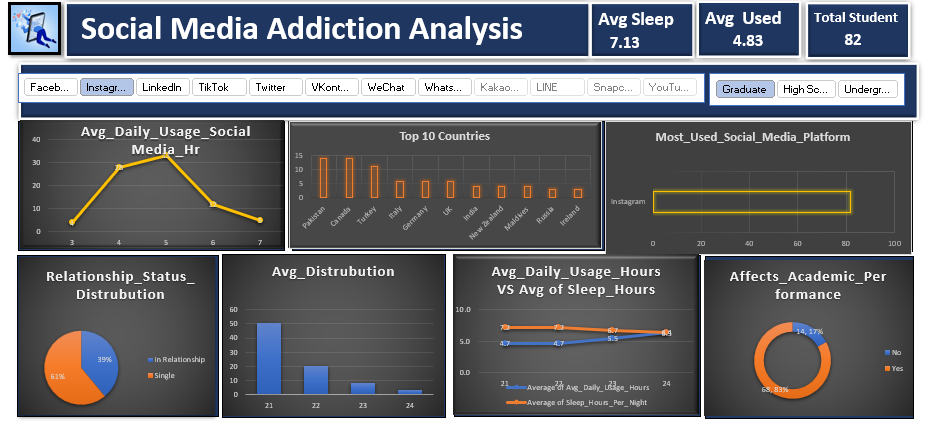 Social Media Addiction Analysis
Avg Sleep
7.13
Avg Used
4.83
Total Student
82
Faceb...
Instagr...
LinkedIn
TikTok
Twitter
VKont...
WeChat
Whats...
Kakao...
LINE
Snapc...
YouTu...
Graduate
High Sc...
Undergr...
Avg_Daily_Usage_Social
Media_Hr
40
30
20
10
0
3 4 5 6 7
Top 10 Countries
15
10
5
0
Pakistan
Canada
Turkey
Italy
Germany
UK
India
New Zealand
Maldives
Russia
Ireland
Most_Used_Social_Media_Platform
Instagram
0 20 40 60 80 100
Relationship_Status_
Distrubution
39%
61%
In Relationship
Single
Avg_Distrubution
60
50
40
30
20
10
0
21 22 23 24
Avg_Daily_Usage_Hours
VS Avg of Sleep_Hours
10.0
5.0
0.0
7.3 7.3 6.7
4.7 4.7 5.5
21 22 23 24
Average of Avg_Daily_Usage_Hours
Average of Sleep_Hours_Per_Night
Affects_Academic_Per
formance
14, 17%
68, 83%
No
Yes